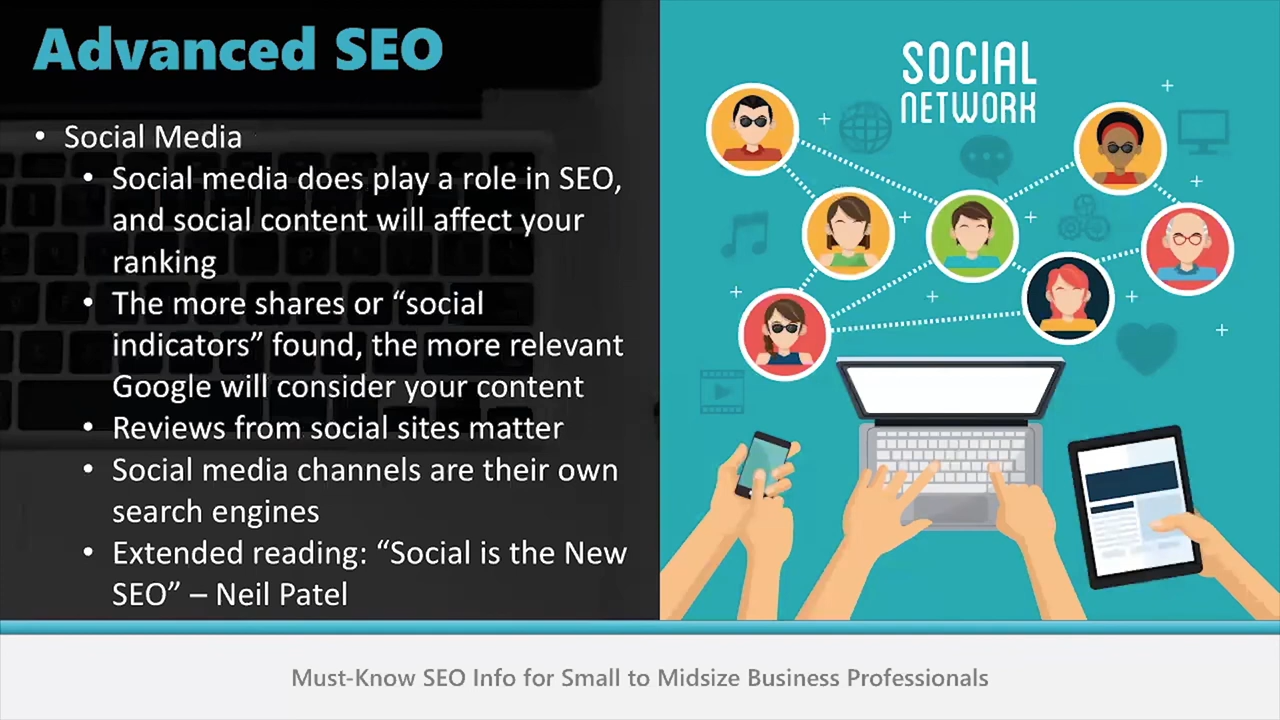 Advanced SEO
• Social Media
• Social media does play a role in SEO,
and social content will affect your
ranking
• The more shares or “social
indicators” found, the more relevant
Google will consider your content
• Reviews from social sites matter
• Social media channels are their own
search engines
• Extended reading: “Social is the New
SEO” – Neil Patel
SOCIAL
NETWORK
Must-Know SEO Info for Small to Midsize Business Professionals